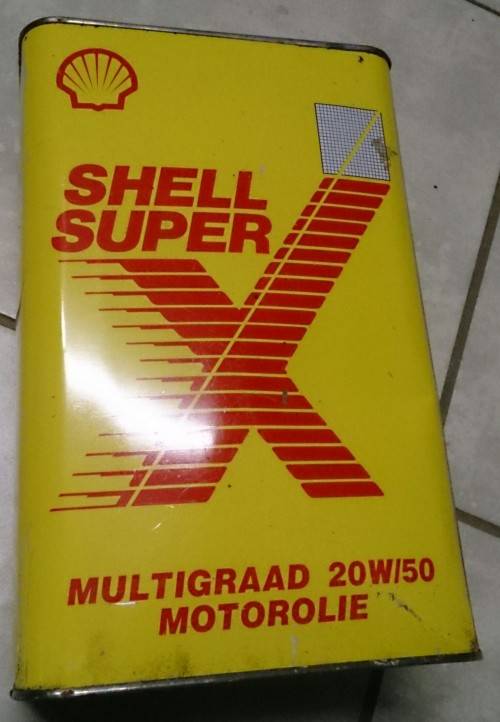 SHELL
SUPER
X
MULTIGRAAD 20W/50
MOTOROLIE